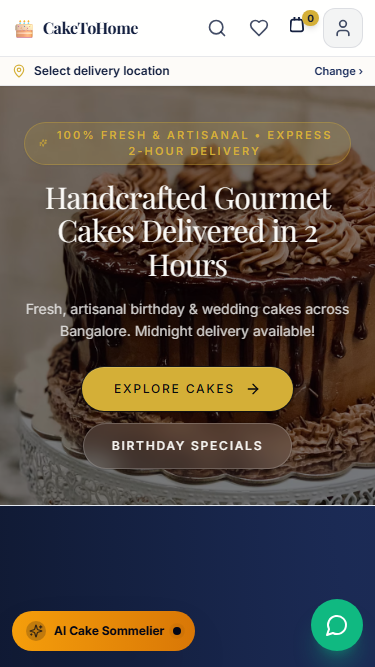 CakeToHome
0
Select delivery location
Change ›
100% FRESH & ARTISANAL • EXPRESS
2-HOUR DELIVERY
Handcrafted Gourmet
Cakes Delivered in 2
Hours
Fresh, artisanal birthday & wedding cakes across
Bangalore. Midnight delivery available!
EXPLORE CAKES →
BIRTHDAY SPECIALS
AI Cake Sommelier